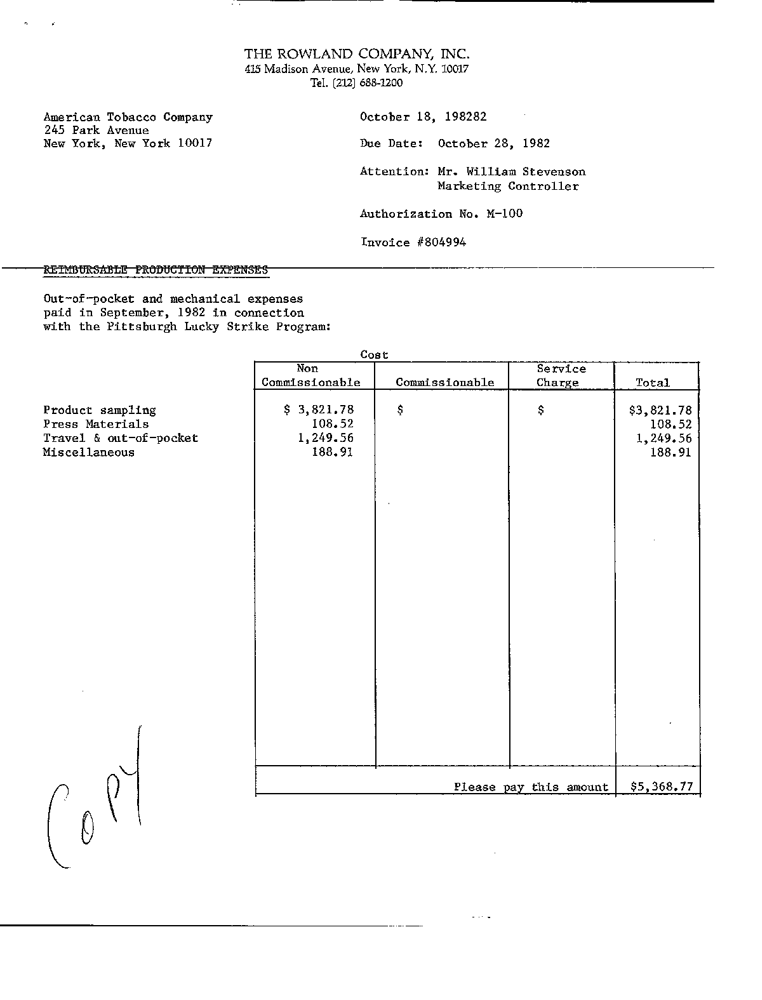 THE ROWLAND COMPANY, INC.
415 Madison Avenue, New York, N.Y. 10017
Tel. (212) 688-1200
American Tobacco Company
245 Park Avenue
New York, New York 10017
October 18, 198282
Due Date: October 28, 1982
Attention: Mr. William Stevenson
Marketing Controller
Authorization No. M-100
Invoice #804994
REIMBURSABLE PRODUCTION EXPENSES
Out-of-pocket and mechanical expenses
paid in September, 1982 in connection
with the Pittsburgh Lucky Strike Program:
Cost
Non Commissionable Commissionable Service Charge Total
Product sampling $ 3,821.78 $ $ $3,821.78
Press Materials 108.52 108.52
Travel & out-of-pocket 1,249.56 1,249.56
Miscellaneous 188.91 188.91
Please pay this amount $5,368.77
Copy